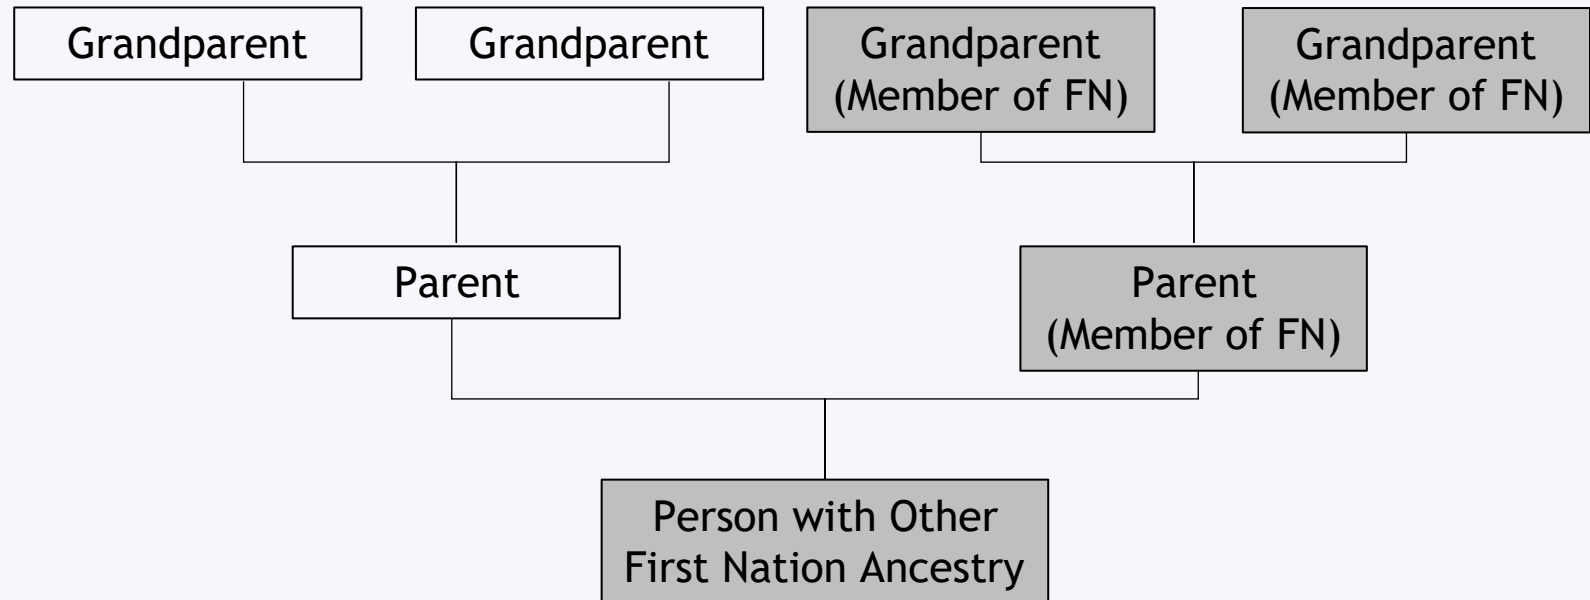 Grandparent
Grandparent
Grandparent
(Member of FN)
Grandparent
(Member of FN)
Parent
Parent
(Member of FN)
Person with Other
First Nation Ancestry